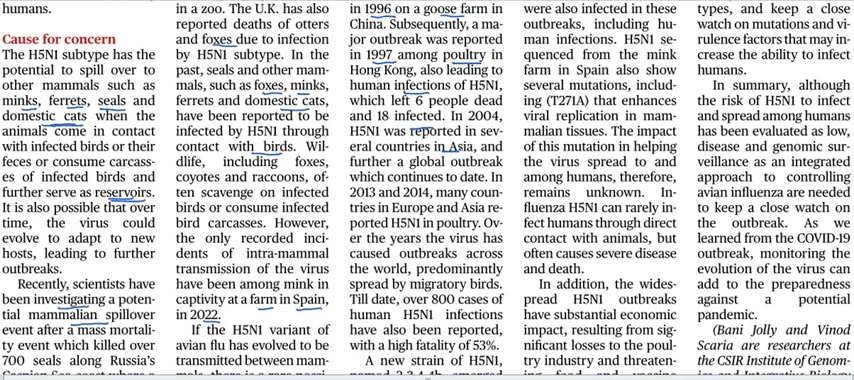 humans.
Cause for concern
The H5N1 subtype has the
potential to spill over to
other mammals such as
minks, ferrets, seals and
domestic cats when the
animals come in contact
with infected birds or their
feces or consume carcass-
es of infected birds and
further serve as reservoirs.
It is also possible that over
time, the virus could
evolve to adapt to new
hosts, leading to further
outbreaks.
Recently, scientists have
been investigating a poten-
tial mammalian spillover
event after a mass mortali-
ty event which killed over
700 seals along Russia's
in a zoo. The U.K. has also
reported deaths of otters
and foxes due to infection
by H5N1 subtype. In the
past, seals and other mam-
mals, such as foxes, minks,
ferrets and domestic cats,
have been reported to be
infected by H5N1 through
contact with birds. Wil-
dlife, including foxes,
coyotes and raccoons, of-
ten scavenge on infected
birds or consume infected
bird carcasses. However,
the only recorded inci-
dents of intra-mammal
transmission of the virus
have been among mink in
captivity at a farm in Spain,
in 2022.
If the H5N1 variant of
avian flu has evolved to be
transmitted between mam-
in 1996 on a goose farm in
China. Subsequently, a ma-
jor outbreak was reported
in 1997 among poultry in
Hong Kong, also leading to
human infections of H5N1,
which left 6 people dead
and 18 infected. In 2004,
H5N1 was reported in sev-
eral countries in Asia, and
further a global outbreak
which continues to date. In
2013 and 2014, many coun-
tries in Europe and Asia re-
ported H5N1 in poultry. Ov-
er the years the virus has
caused outbreaks across
the world, predominantly
spread by migratory birds.
Till date, over 800 cases of
human H5N1 infections
have also been reported,
with a high fatality of 53%.
A new strain of H5N1,
were also infected in these
outbreaks, including hu-
man infections. H5N1 se-
quenced from the mink
farm in Spain also show
several mutations, includ-
ing (T271A) that enhances
viral replication in mam-
malian tissues. The impact
of this mutation in helping
the virus spread to and
among humans, therefore,
remains unknown. In-
fluenza H5N1 can rarely in-
fect humans through direct
contact with animals, but
often causes severe disease
and death.
In addition, the wides-
pread H5N1 outbreaks
have substantial economic
impact, resulting from sig-
nificant losses to the poul-
try industry and threaten-
types, and keep a close
watch on mutations and vi-
rulence factors that may in-
crease the ability to infect
humans.
In summary, although
the risk of H5N1 to infect
and spread among humans
has been evaluated as low,
disease and genomic sur-
veillance as an integrated
approach to controlling
avian influenza are needed
to keep a close watch on
the outbreak. As we
learned from the COVID-19
outbreak, monitoring the
evolution of the virus can
add to the preparedness
against a potential
pandemic.
(Bani Jolly and Vinod
Scaria are researchers at
the CSIR Institute of Genom-